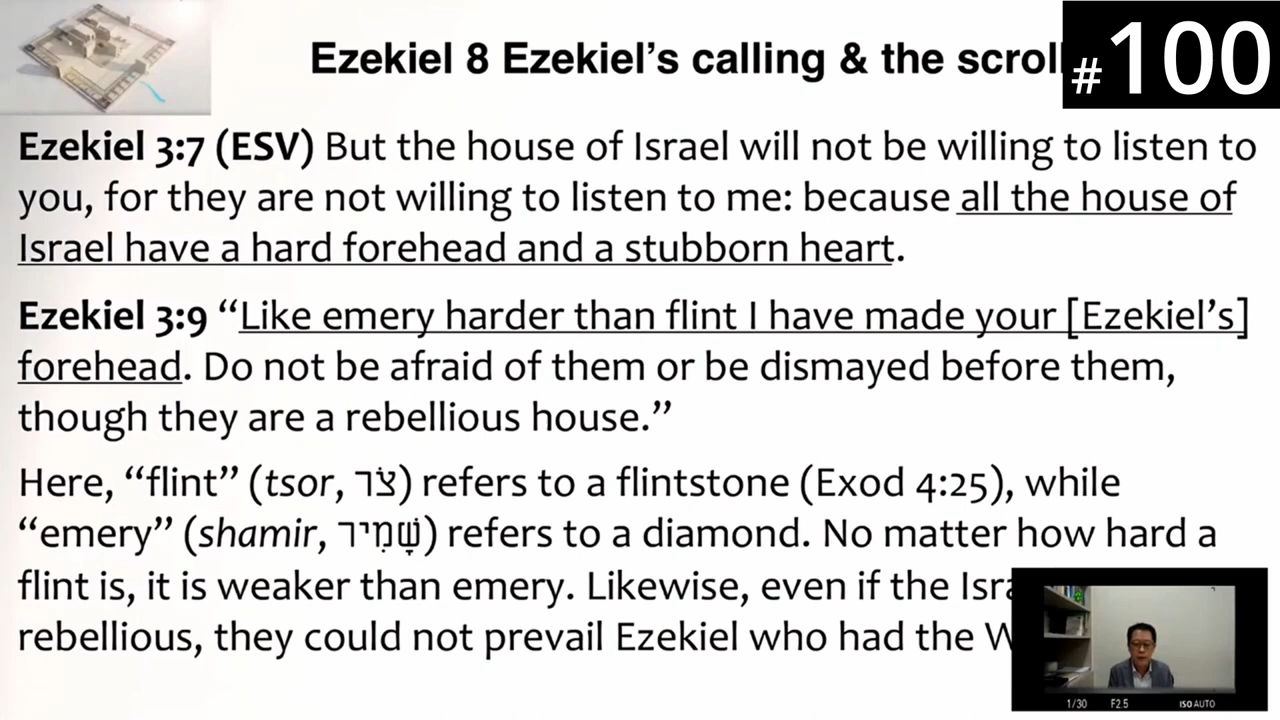 Ezekiel 8 Ezekiel’s calling & the scroll
#100
Ezekiel 3:7 (ESV) But the house of Israel will not be willing to listen to
you, for they are not willing to listen to me: because all the house of
Israel have a hard forehead and a stubborn heart.
Ezekiel 3:9 “Like emery harder than flint I have made your [Ezekiel’s]
forehead. Do not be afraid of them or be dismayed before them,
though they are a rebellious house.”
Here, “flint” (tsor, צֹר) refers to a flintstone (Exod 4:25), while
“emery” (shamir, שָׁמִיר) refers to a diamond. No matter how hard a
flint is, it is weaker than emery. Likewise, even if the
rebellious, they could not prevail Ezekiel who had the
1/30 F2.5 ISO AUTO